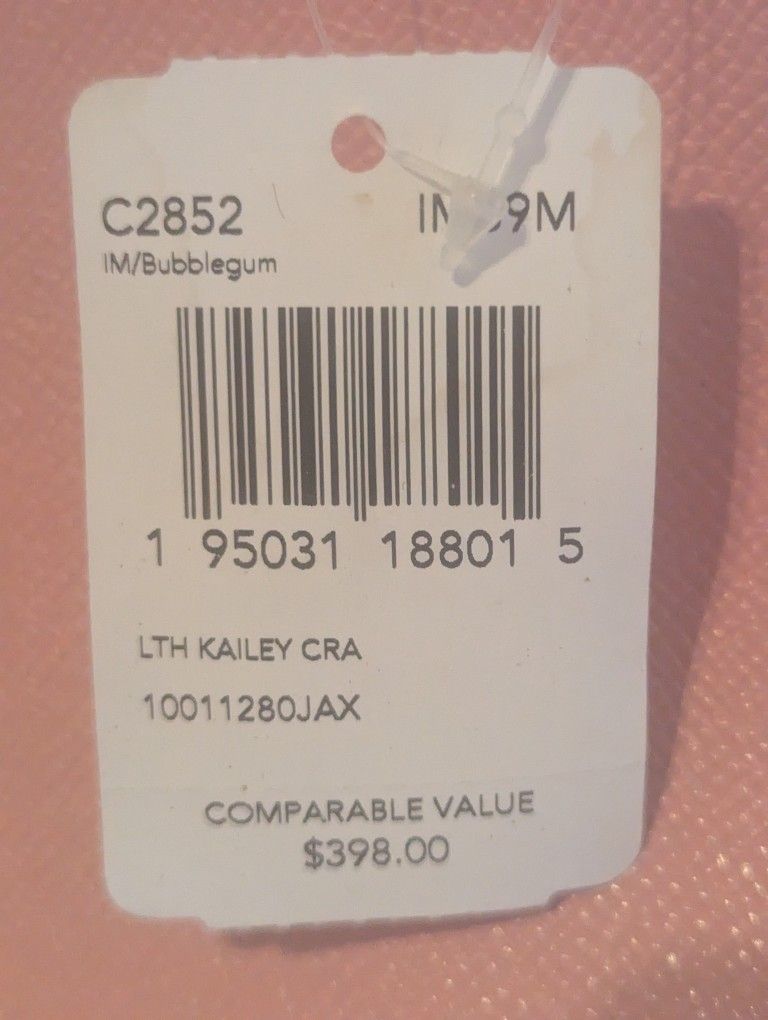 C2852
IM/Bubblegum
1 95031 18801 5
LTH KAILEY CRA
10011280JAX
COMPARABLE VALUE
$398.00